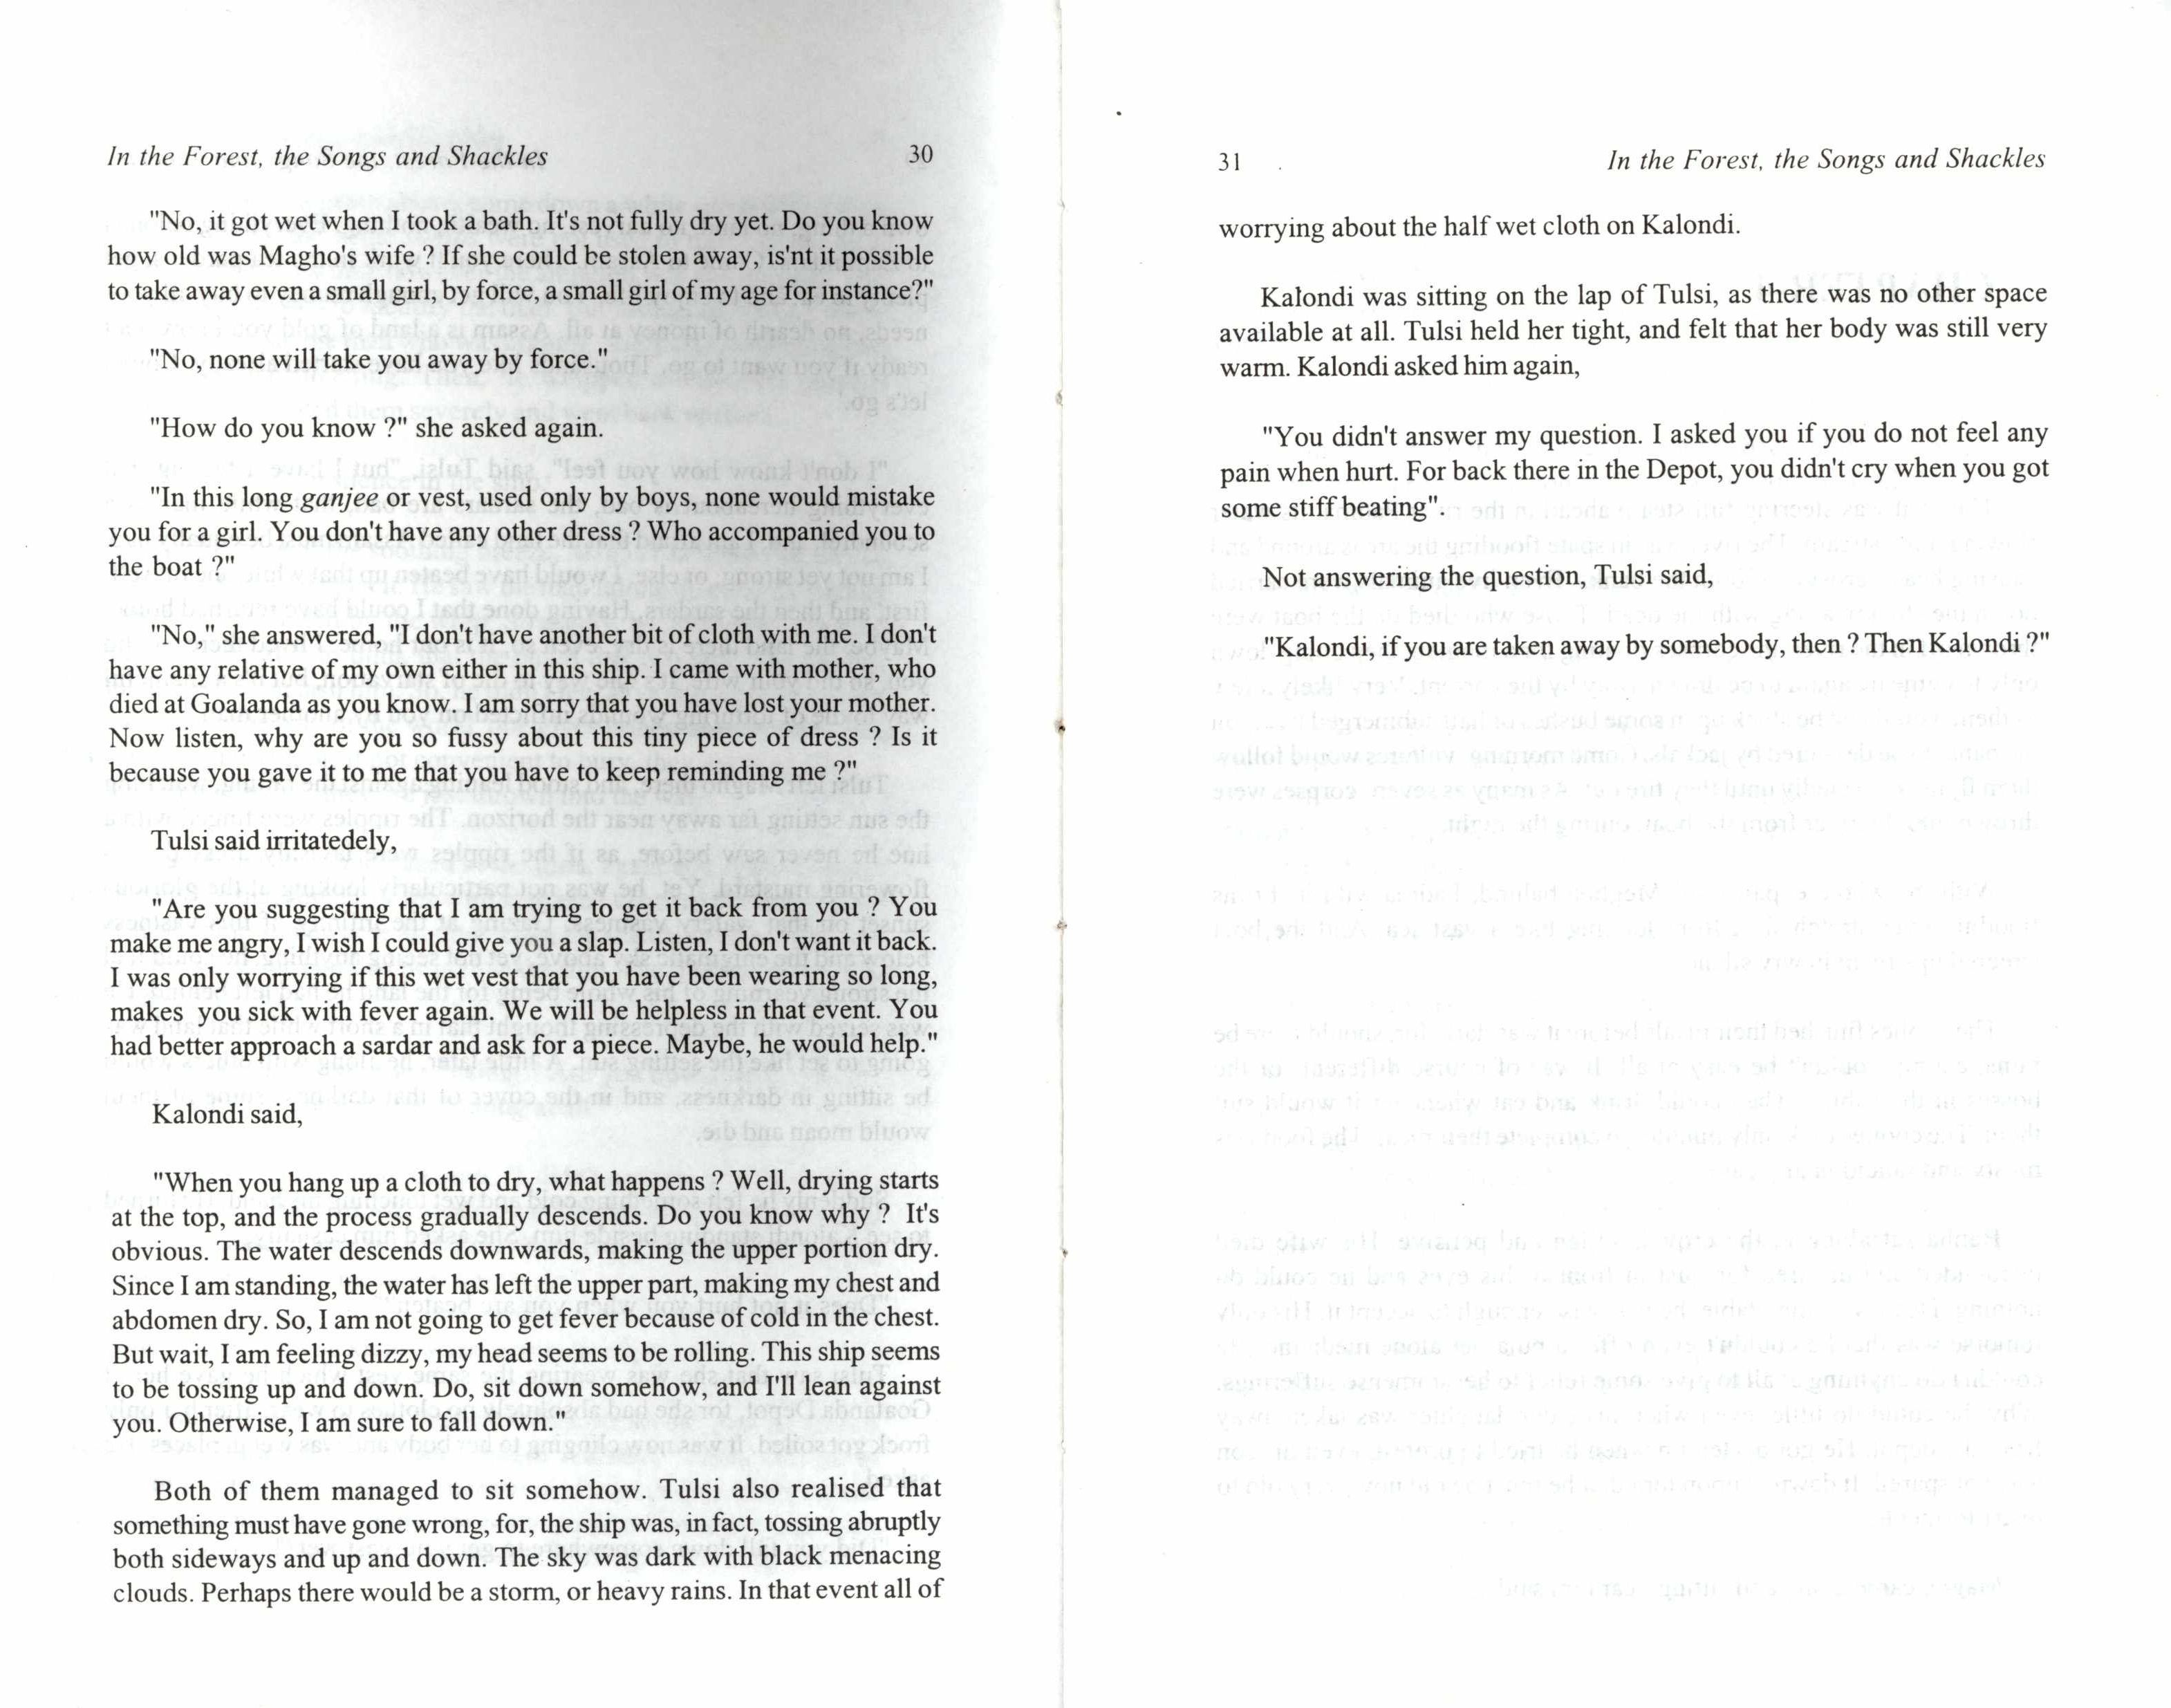 In the Forest, the Songs and Shackles 30
"No, it got wet when I took a bath. It's not fully dry yet. Do you know
how old was Magho's wife ? If she could be stolen away, is'nt it possible
to take away even a small girl, by force, a small girl of my age for instance?"
"No, none will take you away by force."
"How do you know ?" she asked again.
"In this long ganjee or vest, used only by boys, none would mistake
you for a girl. You don't have any other dress ? Who accompanied you to
the boat ?"
"No," she answered, "I don't have another bit of cloth with me. I don't
have any relative of my own either in this ship. I came with mother, who
died at Goalanda as you know. I am sorry that you have lost your mother.
Now listen, why are you so fussy about this tiny piece of dress ? Is it
because you gave it to me that you have to keep reminding me ?"
Tulsi said irritatedely,
"Are you suggesting that I am trying to get it back from you ? You
make me angry, I wish I could give you a slap. Listen, I don't want it back.
I was only worrying if this wet vest that you have been wearing so long,
makes you sick with fever again. We will be helpless in that event. You
had better approach a sardar and ask for a piece. Maybe, he would help."
Kalondi said,
"When you hang up a cloth to dry, what happens ? Well, drying starts
at the top, and the process gradually descends. Do you know why ? It's
obvious. The water descends downwards, making the upper portion dry.
Since I am standing, the water has left the upper part, making my chest and
abdomen dry. So, I am not going to get fever because of cold in the chest.
But wait, I am feeling dizzy, my head seems to be rolling. This ship seems
to be tossing up and down. Do, sit down somehow, and I'll lean against
you. Otherwise, I am sure to fall down."
Both of them managed to sit somehow. Tulsi also realised that
something must have gone wrong, for, the ship was, in fact, tossing abruptly
both sideways and up and down. The sky was dark with black menacing
clouds. Perhaps there would be a storm, or heavy rains. In that event all of
31 In the Forest, the Songs and Shackles
worrying about the half wet cloth on Kalondi.
Kalondi was sitting on the lap of Tulsi, as there was no other space
available at all. Tulsi held her tight, and felt that her body was still very
warm. Kalondi asked him again,
"You didn't answer my question. I asked you if you do not feel any
pain when hurt. For back there in the Depot, you didn't cry when you got
some stiff beating".
Not answering the question, Tulsi said,
"Kalondi, if you are taken away by somebody, then ? Then Kalondi ?"